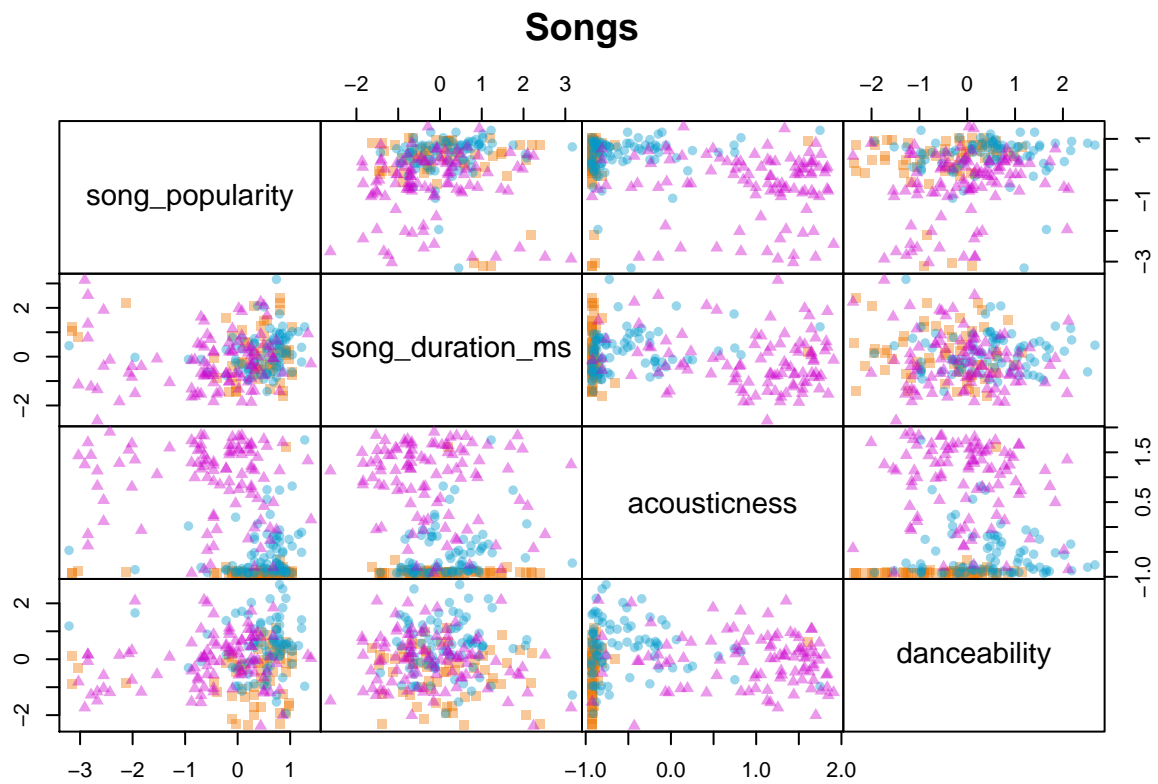 Songs
−2 0 1 2 3 −2 −1 0 1 2
song_popularity
−3 −1 1
−2 0 2
song_duration_ms
acousticness
−1.0 0.5 1.5
−2 0 2
danceability
−3 −2 −1 0 1 −1.0 0.0 1.0 2.0